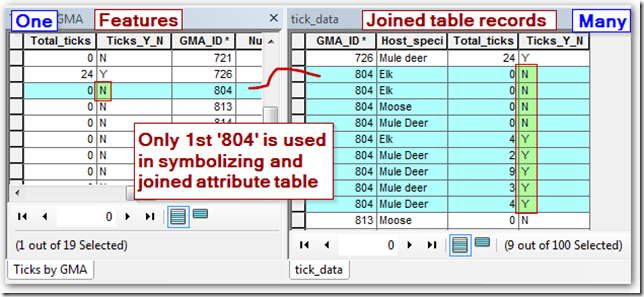 One Features GMA ×
Total_ticks Ticks_Y_N GMA_ID * Nu
0 N 721
24 Y 726
0 N 804
0 N 813
0 N 814
0
0
0
0
0
0
0
(1 out of 19 Selected)
Ticks by GMA
tick_data Joined table records Many
GMA_ID * Host_speci Total_ticks Ticks_Y_N
726 Mule deer 24 Y
804 Elk 0 N
804 Elk 0 N
804 Moose 0 N
804 Mule Deer 0 N
804 Elk 4 Y
804 Mule Deer 2 Y
804 Mule Deer 9 Y
804 Mule deer 3 Y
804 Mule Deer 4 Y
813 Moose 0 N
0
(9 out of 100 Selected)
tick_data
Only 1st '804' is used
in symbolizing and
joined attribute table